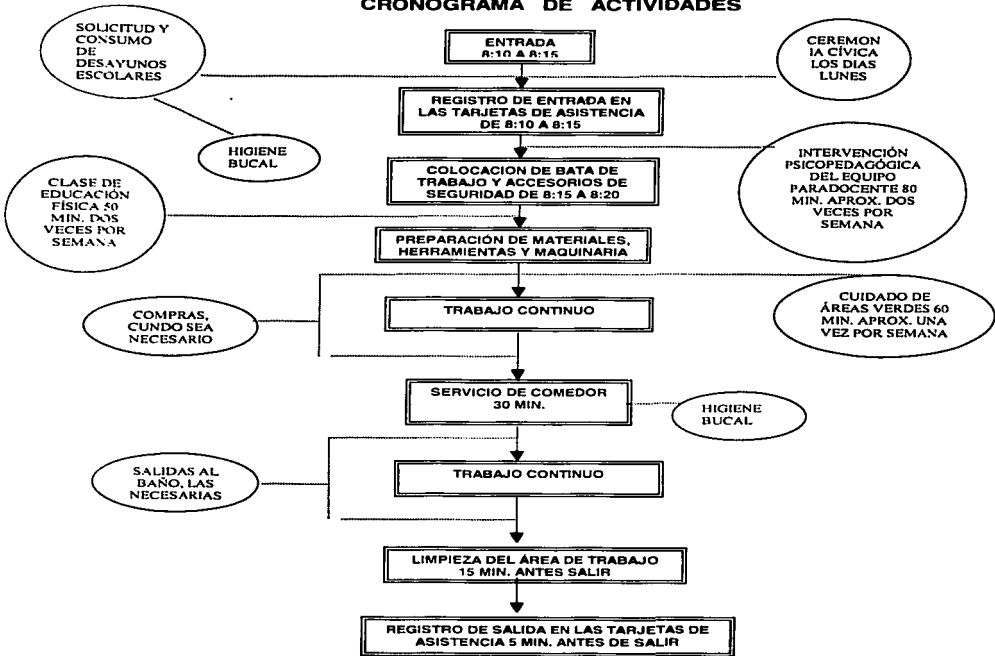 CRONOGRAMA DE ACTIVIDADES
SOLICITUD Y
CONSUMO
DE
DESAYUNOS
ESCOLARES
ENTRADA
8:10 A 8:15
CEREMON
IA CÍVICA
LOS DIAS
LUNES
REGISTRO DE ENTRADA EN
LAS TARJETAS DE ASISTENCIA
DE 8:10 A 8:15
HIGIENE
BUCAL
INTERVENCIÓN
PSICOPEDAGÓGICA
DEL EQUIPO
PARADOCENTE 80
MIN. APROX. DOS
VECES POR
SEMANA
COLOCACION DE BATA DE
TRABAJO Y ACCESORIOS DE
SEGURIDAD DE 8:15 A 8:20
CLASE DE
EDUCACIÓN
FÍSICA 50
MIN. DOS
VECES POR
SEMANA
PREPARACIÓN DE MATERIALES,
HERRAMIENTAS Y MAQUINARIA
COMPRAS,
CUNDO SEA
NECESARIO
TRABAJO CONTINUO
CUIDADO DE
ÁREAS VERDES 60
MIN. APROX. UNA
VEZ POR SEMANA
SERVICIO DE COMEDOR
30 MIN.
HIGIENE
BUCAL
SALIDAS AL
BAÑO, LAS
NECESARIAS
TRABAJO CONTINUO
LIMPIEZA DEL ÁREA DE TRABAJO
15 MIN. ANTES SALIR
REGISTRO DE SALIDA EN LAS TARJETAS DE
ASISTENCIA 5 MIN. ANTES DE SALIR